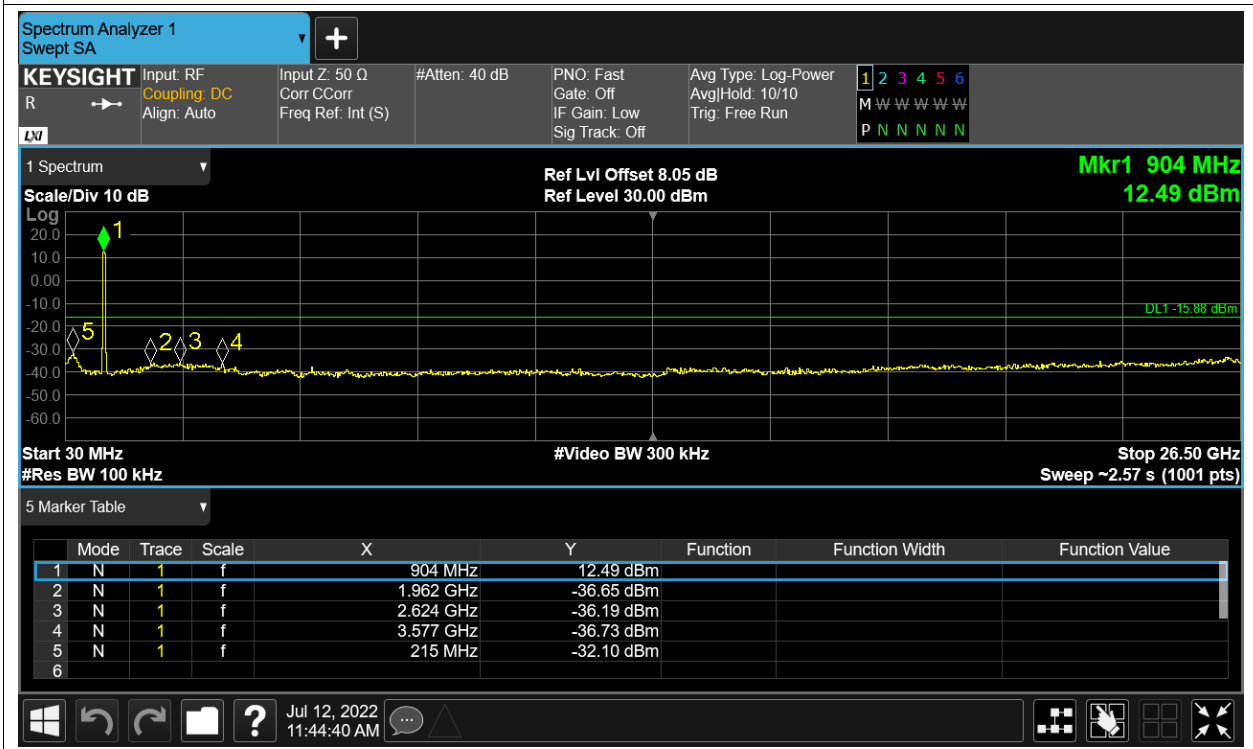 Spectrum Analyzer 1
Swept SA
+
KEYSIGHT
R
LXI
Input: RF
Coupling: DC
Align: Auto
Input Z: 50 Ω
Corr CCorr
Freq Ref: Int (S)
#Atten: 40 dB
PNO: Fast
Gate: Off
IF Gain: Low
Sig Track: Off
Avg Type: Log-Power
Avg|Hold: 10/10
Trig: Free Run
1 2 3 4 5 6
M W W W W W
P N N N N N
1 Spectrum
Scale/Div 10 dB
Ref Lvl Offset 8.05 dB
Ref Level 30.00 dBm
Mkr1 904 MHz
12.49 dBm
Log
20.0
10.0
0.00
-10.0
-20.0
-30.0
-40.0
-50.0
-60.0
1
5
2
3
4
DL1 -15.88 dBm
Start 30 MHz
#Video BW 300 kHz
Stop 26.50 GHz
#Res BW 100 kHz
Sweep ~2.57 s (1001 pts)
5 Marker Table
Mode Trace Scale X Y Function Function Width Function Value
1 N 1 f 904 MHz 12.49 dBm
2 N 1 f 1.962 GHz -36.65 dBm
3 N 1 f 2.624 GHz -36.19 dBm
4 N 1 f 3.577 GHz -36.73 dBm
5 N 1 f 215 MHz -32.10 dBm
6
?
Jul 12, 2022
11:44:40 AM